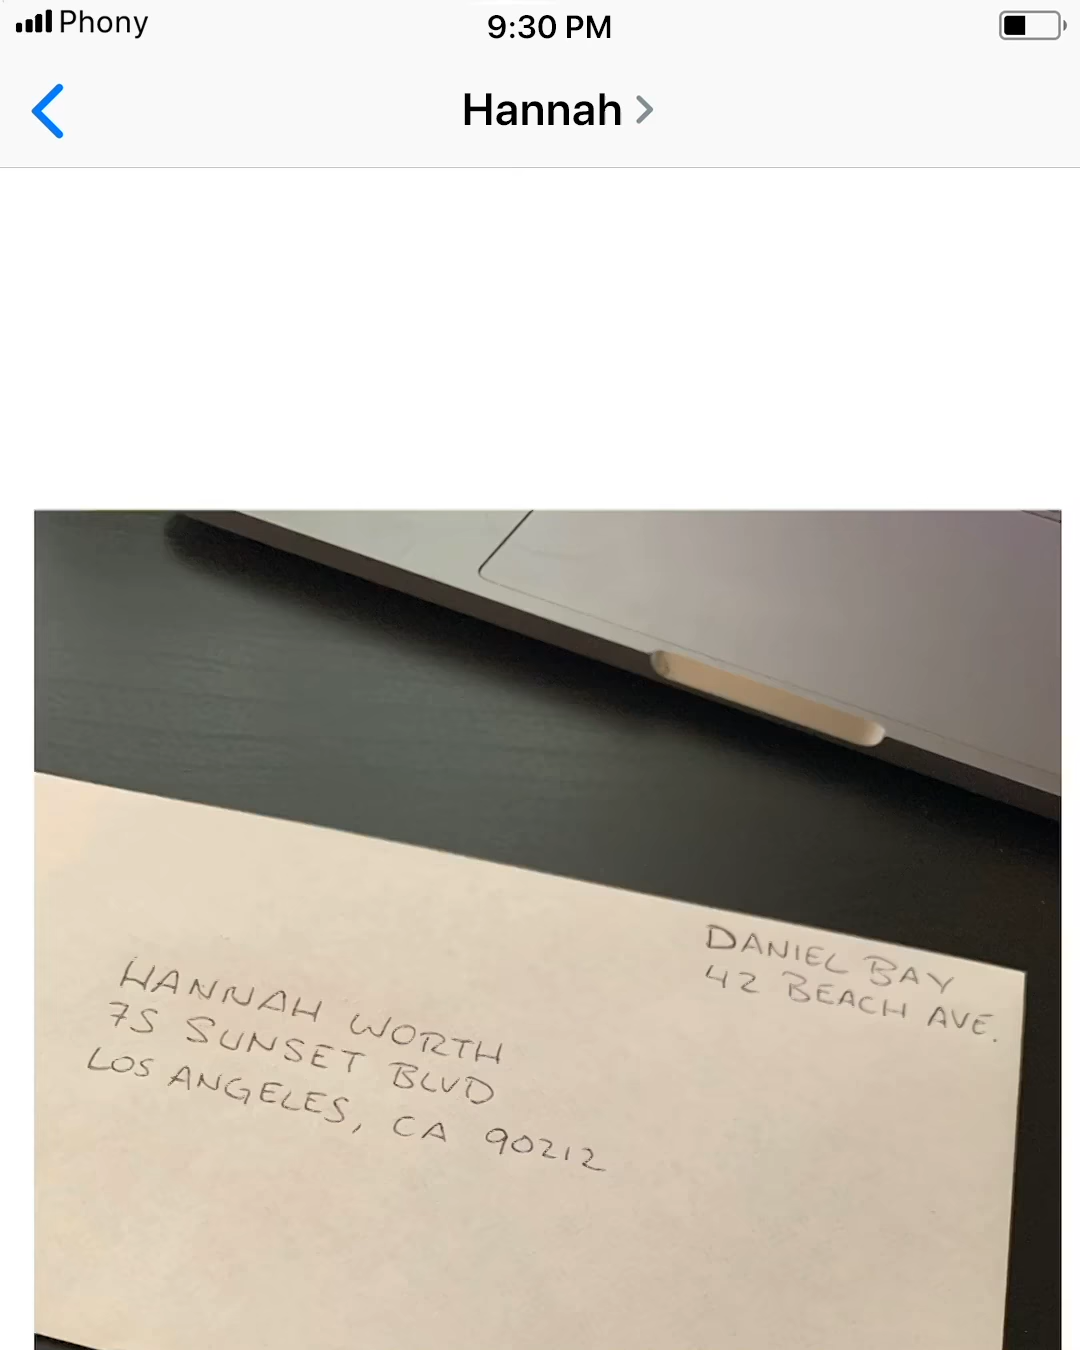 Phony
9:30 PM
Hannah
DANIEL BAY
42 BEACH AVE.
HANNAH WORTH
75 SUNSET BLVD
LOS ANGELES, CA 90212